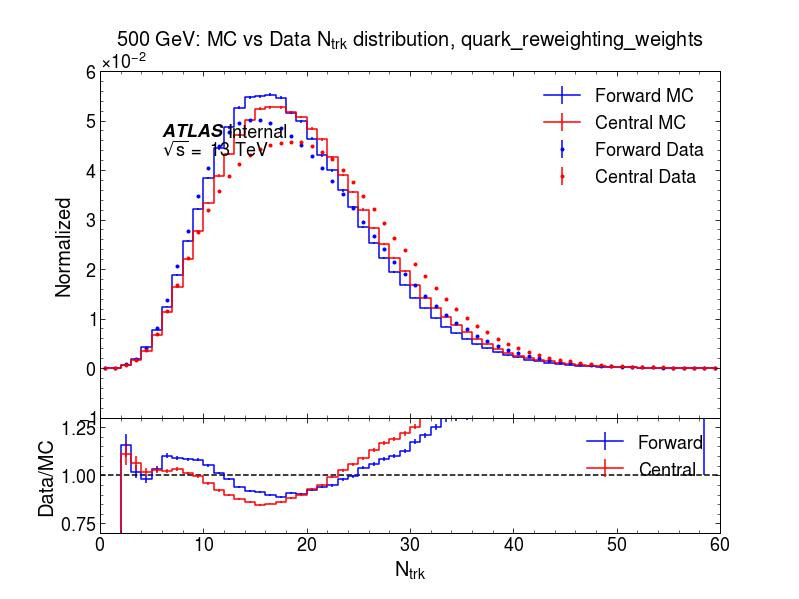 500 GeV: MC vs Data Ntrk distribution, quark_reweighting_weights
×10−2
6
5
4
3
2
1
0
−1
Normalized
ATLAS Internal
√s = 13 TeV
Forward MC
Central MC
Forward Data
Central Data
1.25
1.00
0.75
Data/MC
Forward
Central
0 10 20 30 40 50 60
Ntrk